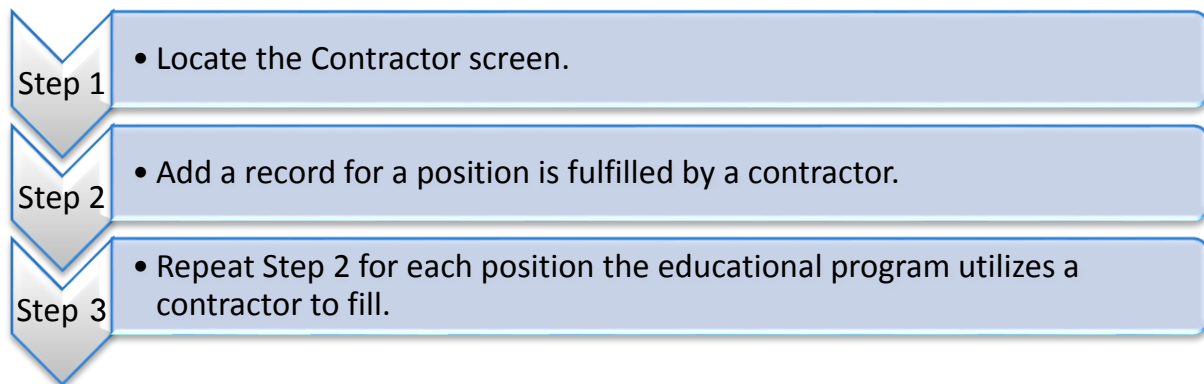 Step 1
• Locate the Contractor screen.
Step 2
• Add a record for a position is fulfilled by a contractor.
Step 3
• Repeat Step 2 for each position the educational program utilizes a
contractor to fill.